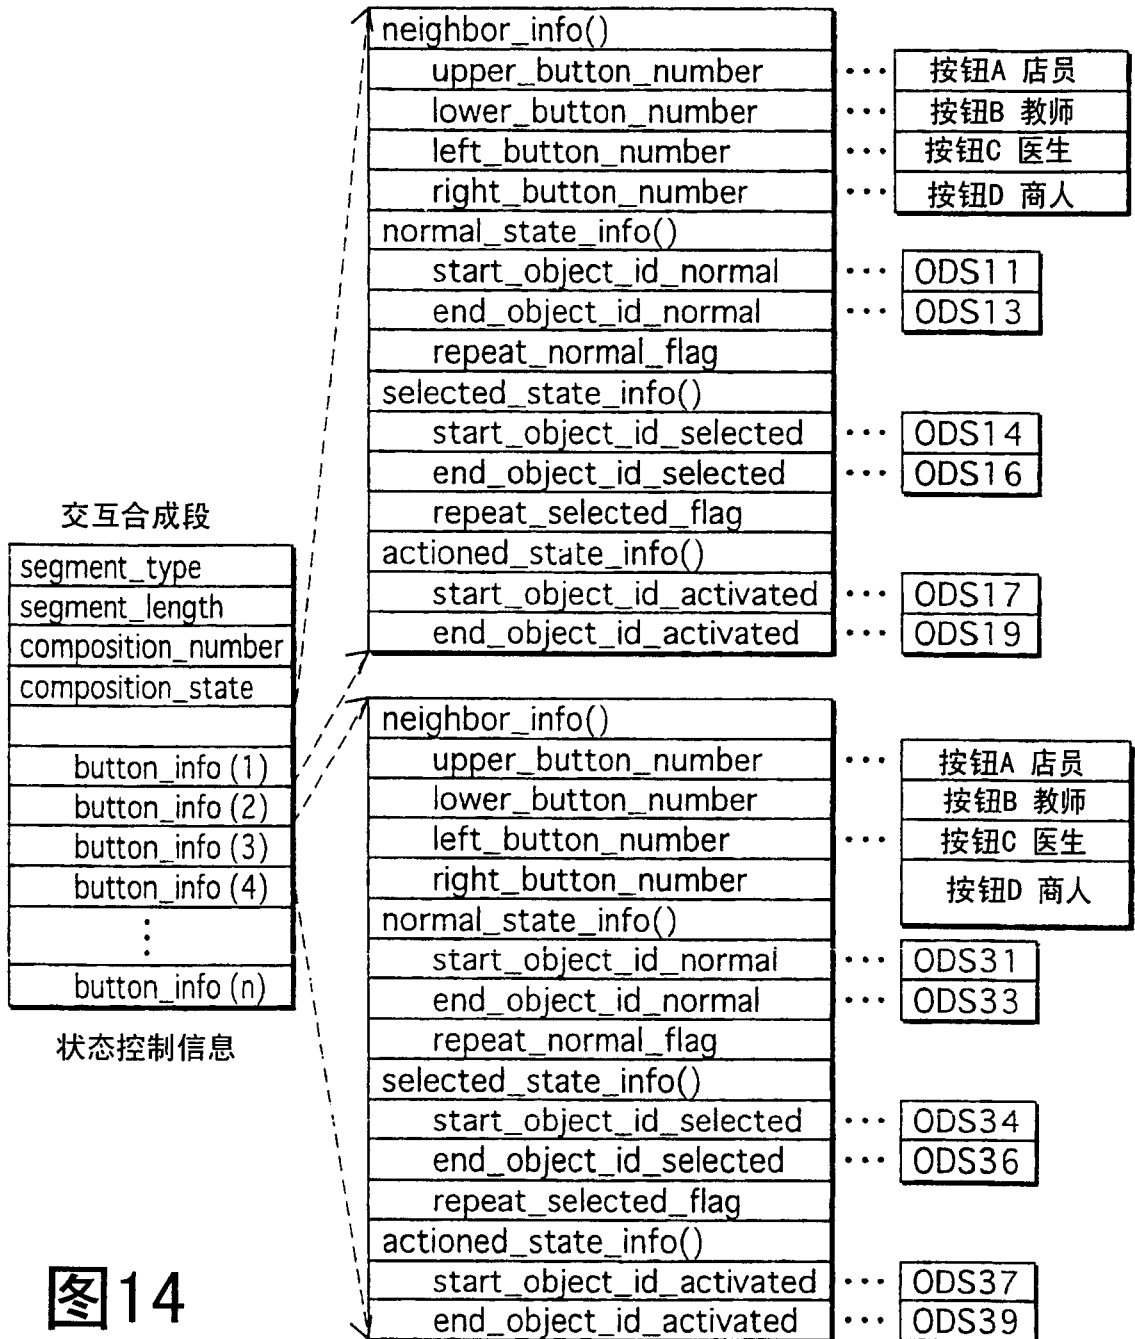 neighbor_info()
upper_button_number ... 按钮A 店员
lower_button_number ... 按钮B 教师
left_button_number ... 按钮C 医生
right_button_number ... 按钮D 商人
normal_state_info()
start_object_id_normal ... ODS11
end_object_id_normal ... ODS13
repeat_normal_flag
selected_state_info()
start_object_id_selected ... ODS14
end_object_id_selected ... ODS16
repeat_selected_flag
actioned_state_info()
start_object_id_activated ... ODS17
end_object_id_activated ... ODS19
交互合成段
segment_type
segment_length
composition_number
composition_state
button_info (1)
button_info (2)
button_info (3)
button_info (4)
⋮
button_info (n)
状态控制信息
neighbor_info()
upper_button_number ... 按钮A 店员
lower_button_number 按钮B 教师
left_button_number ... 按钮C 医生
right_button_number 按钮D 商人
normal_state_info()
start_object_id_normal ... ODS31
end_object_id_normal ... ODS33
repeat_normal_flag
selected_state_info()
start_object_id_selected ... ODS34
end_object_id_selected ... ODS36
repeat_selected_flag
actioned_state_info()
start_object_id_activated ... ODS37
end_object_id_activated ... ODS39
图14